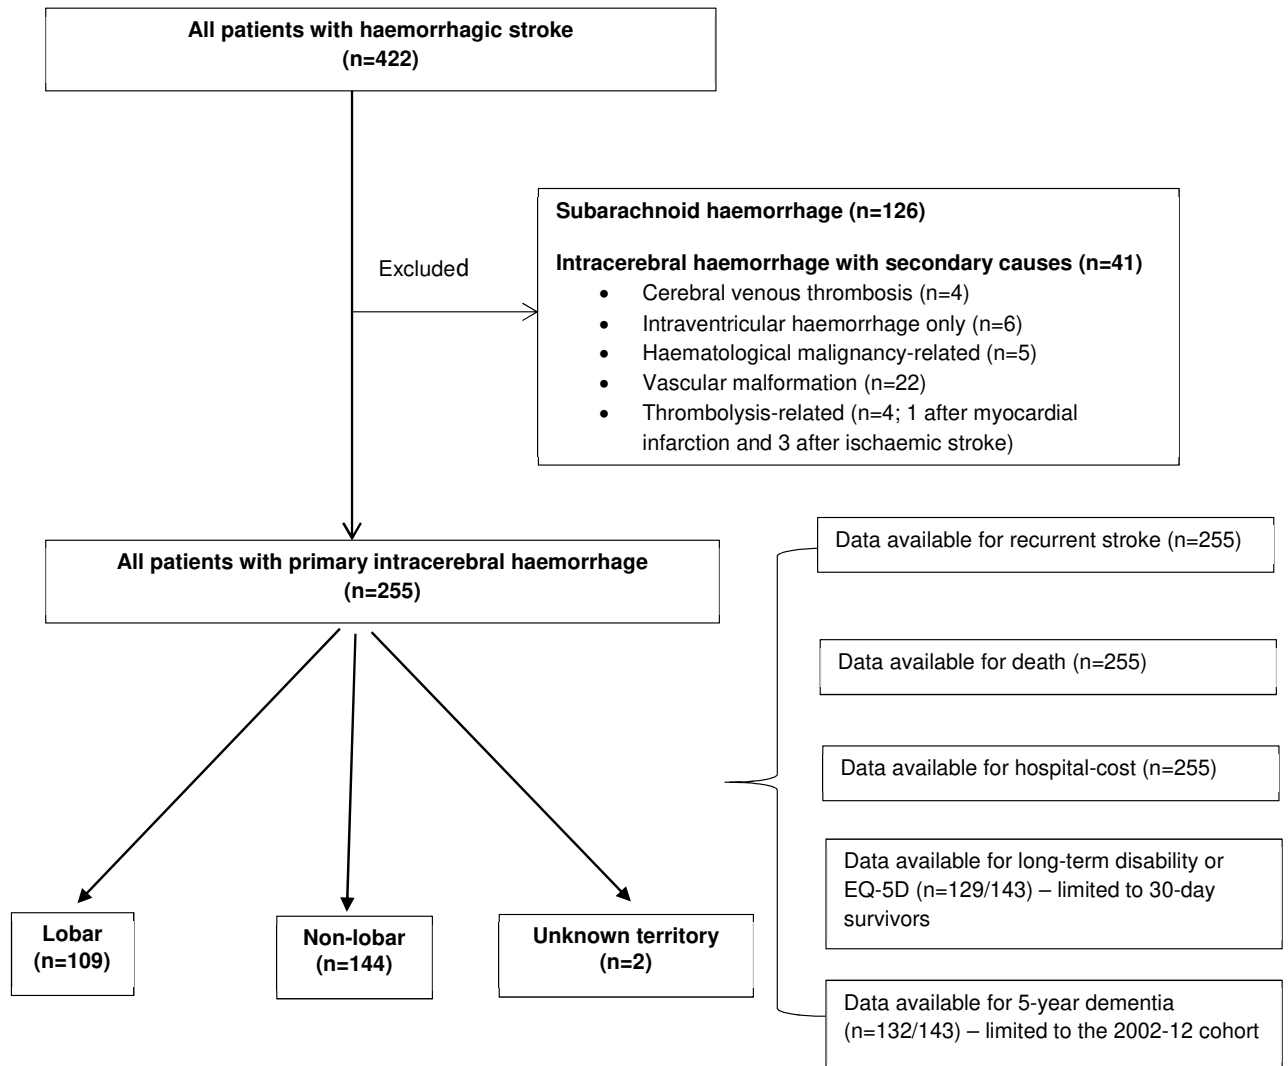 All patients with haemorrhagic stroke
(n=422)
Excluded
Subarachnoid haemorrhage (n=126)
Intracerebral haemorrhage with secondary causes (n=41)
• Cerebral venous thrombosis (n=4)
• Intraventricular haemorrhage only (n=6)
• Haematological malignancy-related (n=5)
• Vascular malformation (n=22)
• Thrombolysis-related (n=4; 1 after myocardial
infarction and 3 after ischaemic stroke)
All patients with primary intracerebral haemorrhage
(n=255)
Lobar
(n=109)
Non-lobar
(n=144)
Unknown territory
(n=2)
Data available for recurrent stroke (n=255)
Data available for death (n=255)
Data available for hospital-cost (n=255)
Data available for long-term disability or
EQ-5D (n=129/143) – limited to 30-day
survivors
Data available for 5-year dementia
(n=132/143) – limited to the 2002-12 cohort